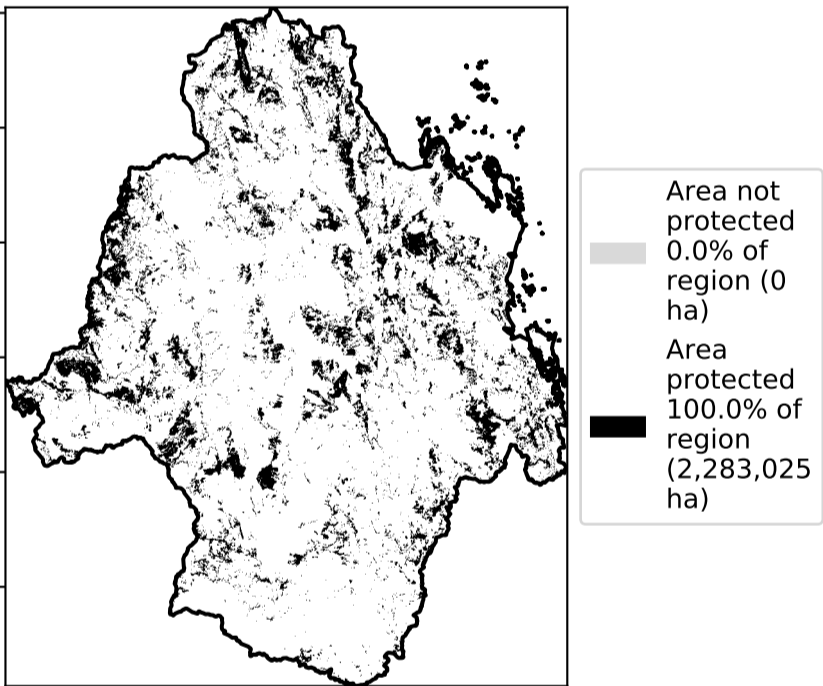 Area not
protected
0.0% of
region (0
ha)
Area
protected
100.0% of
region
(2,283,025
ha)